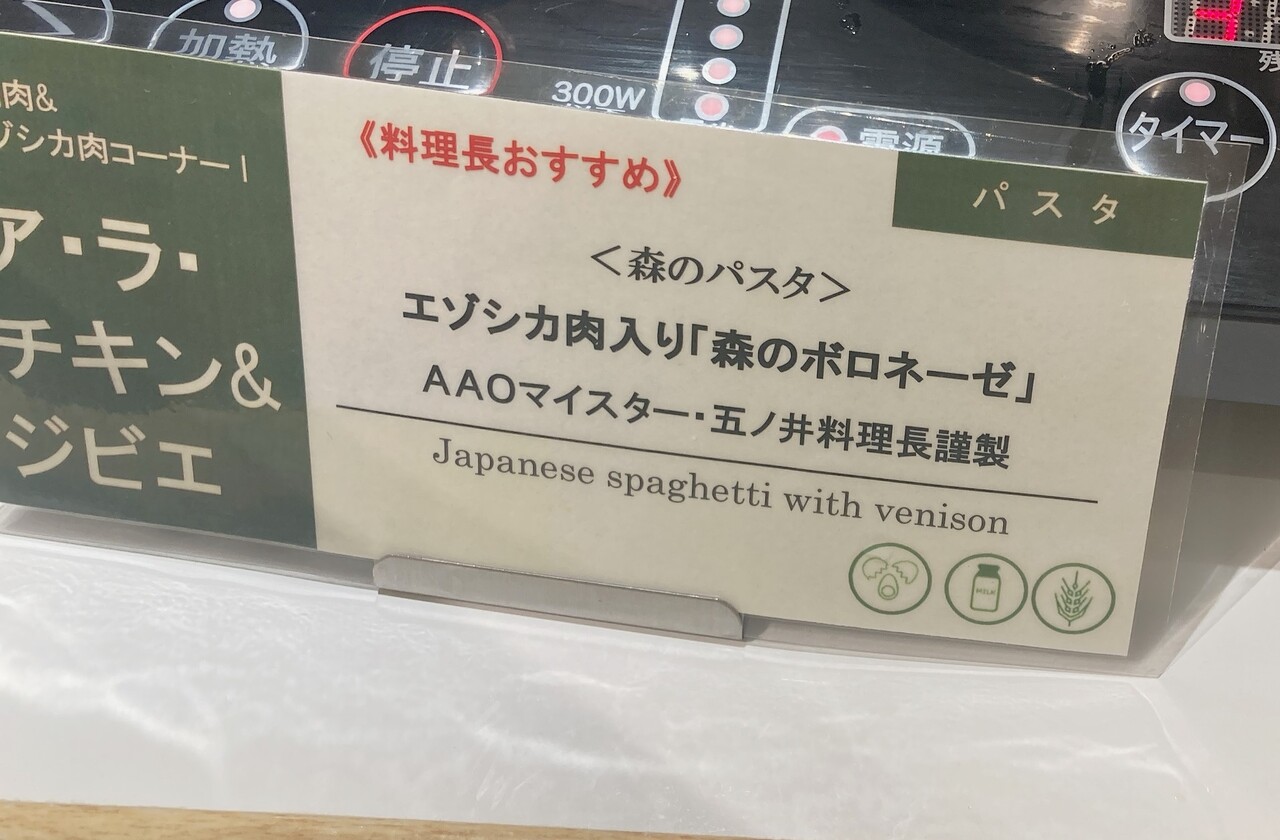 加熱
停止
300W
電源
タイマー
残
肉&
シカ肉コーナー
ア・ラ・
チキン&
ジビエ
《料理長おすすめ》
パスタ
＜森のパスタ＞
エゾシカ肉入り「森のボロネーゼ」
AAOマイスター・五ノ井料理長謹製
Japanese spaghetti with venison
MILK